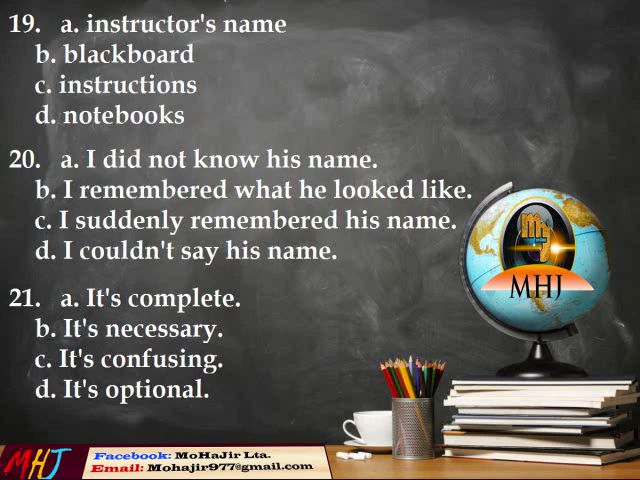 19. a. instructor's name
b. blackboard
c. instructions
d. notebooks
20. a. I did not know his name.
b. I remembered what he looked like.
c. I suddenly remembered his name.
d. I couldn't say his name.
21. a. It's complete.
b. It's necessary.
c. It's confusing.
d. It's optional.
MHJ
MHJ
Facebook: MoHaJir Lta.
Email: Mohajir977@gmail.com